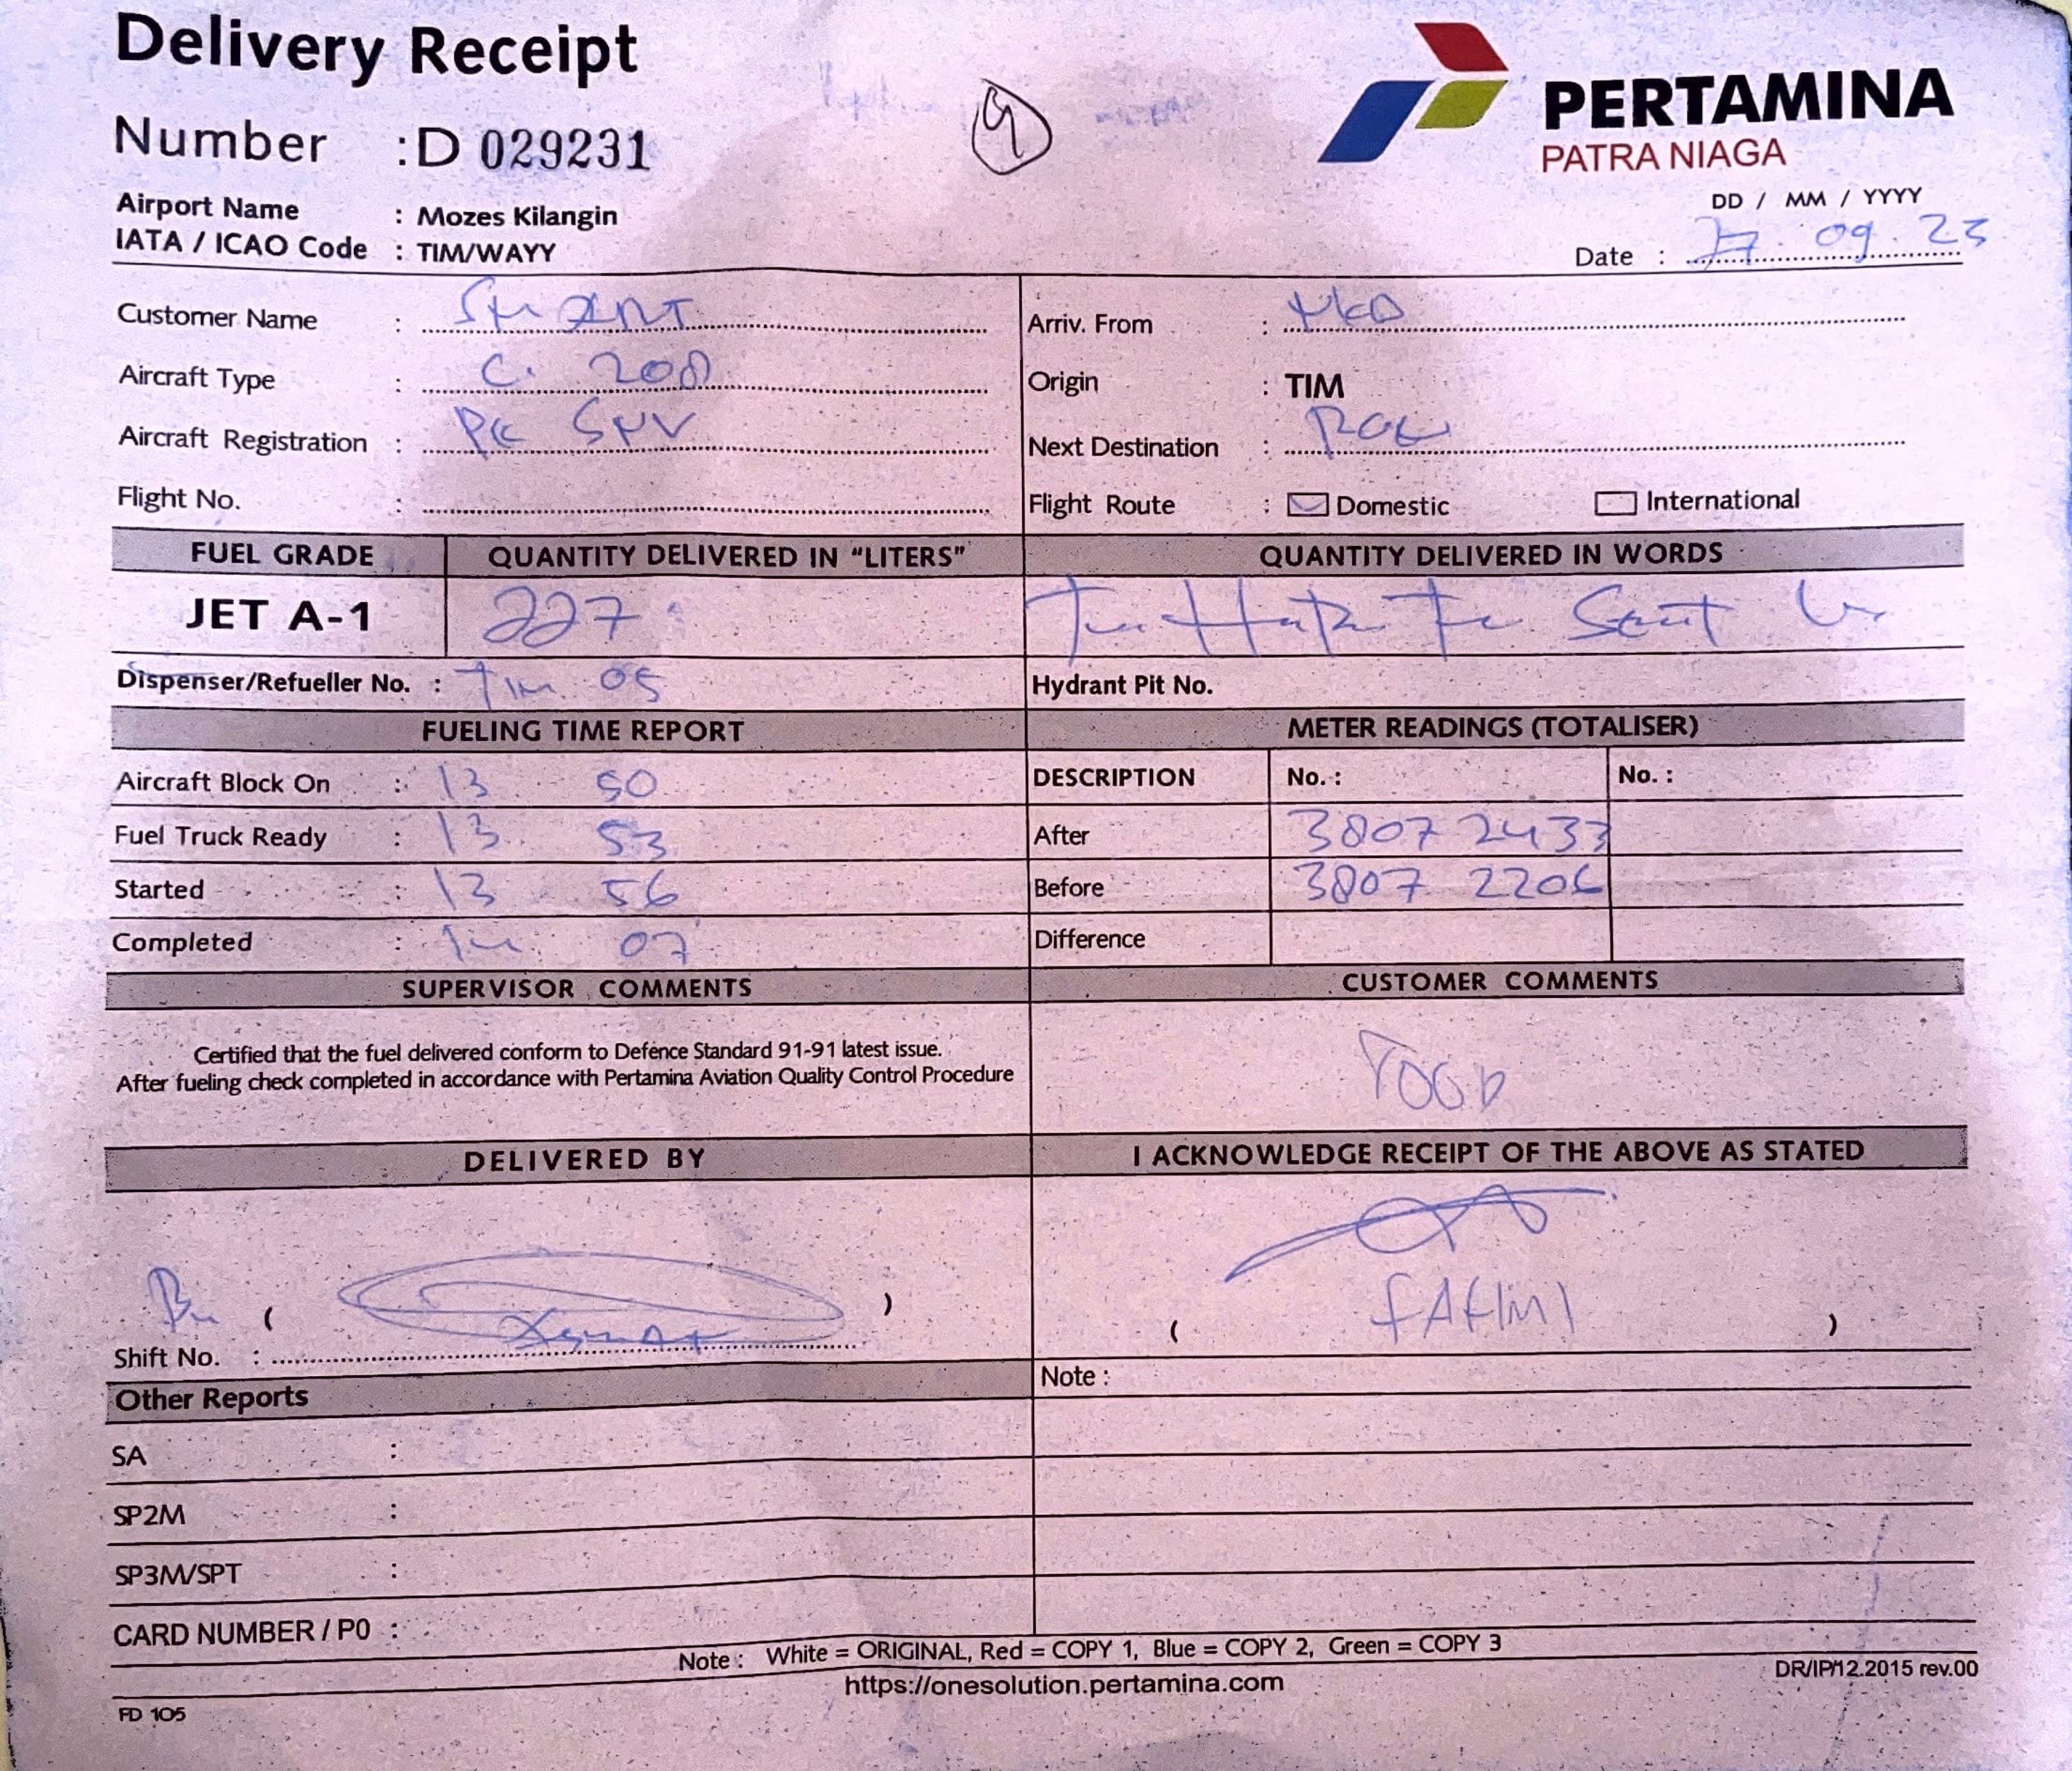 Delivery Receipt
Number : D 029231
9
PERTAMINA
PATRA NIAGA
Airport Name : Mozes Kilangin
IATA / ICAO Code : TIM/WAYY
DD / MM / YYYY
Date : 09. 23
Customer Name :
Aircraft Type : C. 208
Aircraft Registration : PK
Flight No. :
Arriv. From :
Origin : TIM
Next Destination :
Flight Route : Domestic International
FUEL GRADE QUANTITY DELIVERED IN "LITERS" QUANTITY DELIVERED IN WORDS
JET A-1 227
Dispenser/Refueller No. : TIM 05 Hydrant Pit No.
FUELING TIME REPORT METER READINGS (TOTALISER)
Aircraft Block On : 13 50 DESCRIPTION No. : No. :
Fuel Truck Ready : 13 53 After 3807 2433
Started : 13 56 Before 3807 2206
Completed : 14 07 Difference
SUPERVISOR COMMENTS CUSTOMER COMMENTS
Certified that the fuel delivered conform to Defence Standard 91-91 latest issue.
After fueling check completed in accordance with Pertamina Aviation Quality Control Procedure
DELIVERED BY I ACKNOWLEDGE RECEIPT OF THE ABOVE AS STATED
( ) ( )
Shift No. :
Note :
Other Reports
SA :
SP2M :
SP3M/SPT :
CARD NUMBER / P0 :
Note : White = ORIGINAL, Red = COPY 1, Blue = COPY 2, Green = COPY 3
https://onesolution.pertamina.com
DR/IP/12.2015 rev.00
FD 105